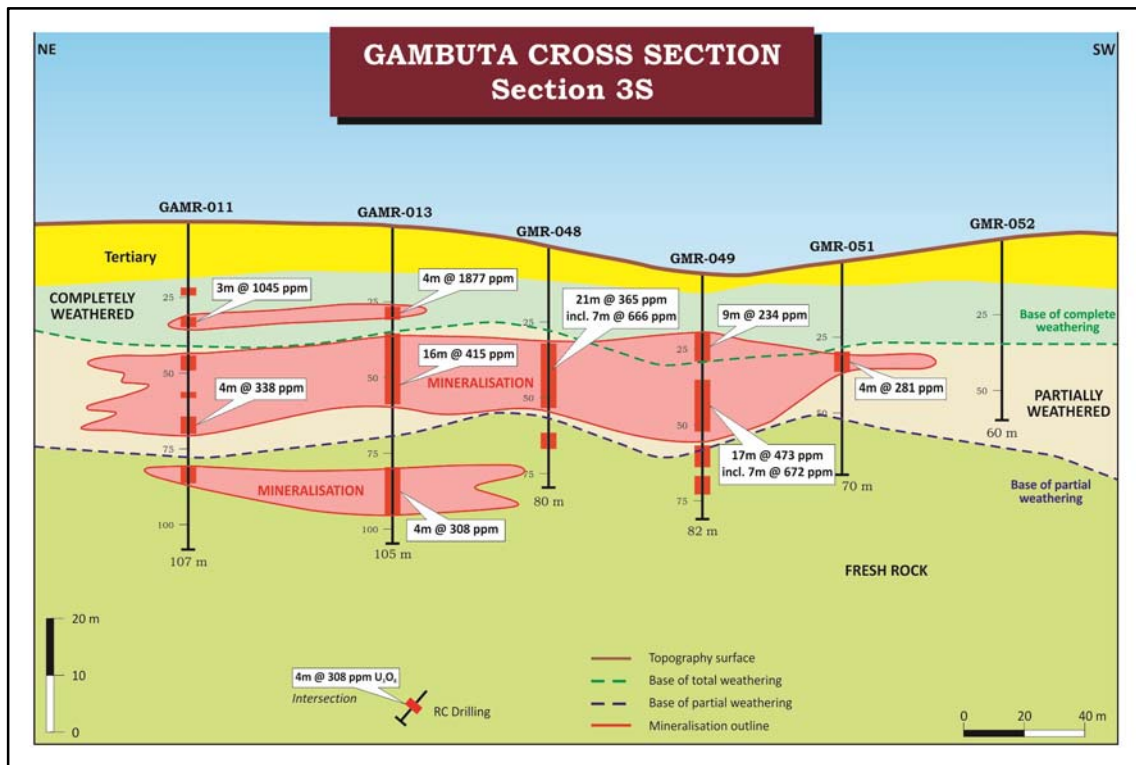 NE
SW
GAMBUTA CROSS SECTION
Section 3S
GAMR-011
GAMR-013
GMR-048
GMR-049
GMR-051
GMR-052
Tertiary
COMPLETELY
WEATHERED
3m @ 1045 ppm
4m @ 1877 ppm
21m @ 365 ppm
incl. 7m @ 666 ppm
9m @ 234 ppm
Base of complete
weathering
16m @ 415 ppm
MINERALISATION
4m @ 338 ppm
4m @ 281 ppm
PARTIALLY
WEATHERED
17m @ 473 ppm
incl. 7m @ 672 ppm
Base of partial
weathering
MINERALISATION
4m @ 308 ppm
25
50
75
100
107 m
25
50
75
100
105 m
25
50
75
80 m
25
50
75
82 m
25
50
70 m
25
50
60 m
FRESH ROCK
20 m
10
0
4m @ 308 ppm U₃O₈
Intersection
RC Drilling
Topography surface
Base of total weathering
Base of partial weathering
Mineralisation outline
0 20 40 m